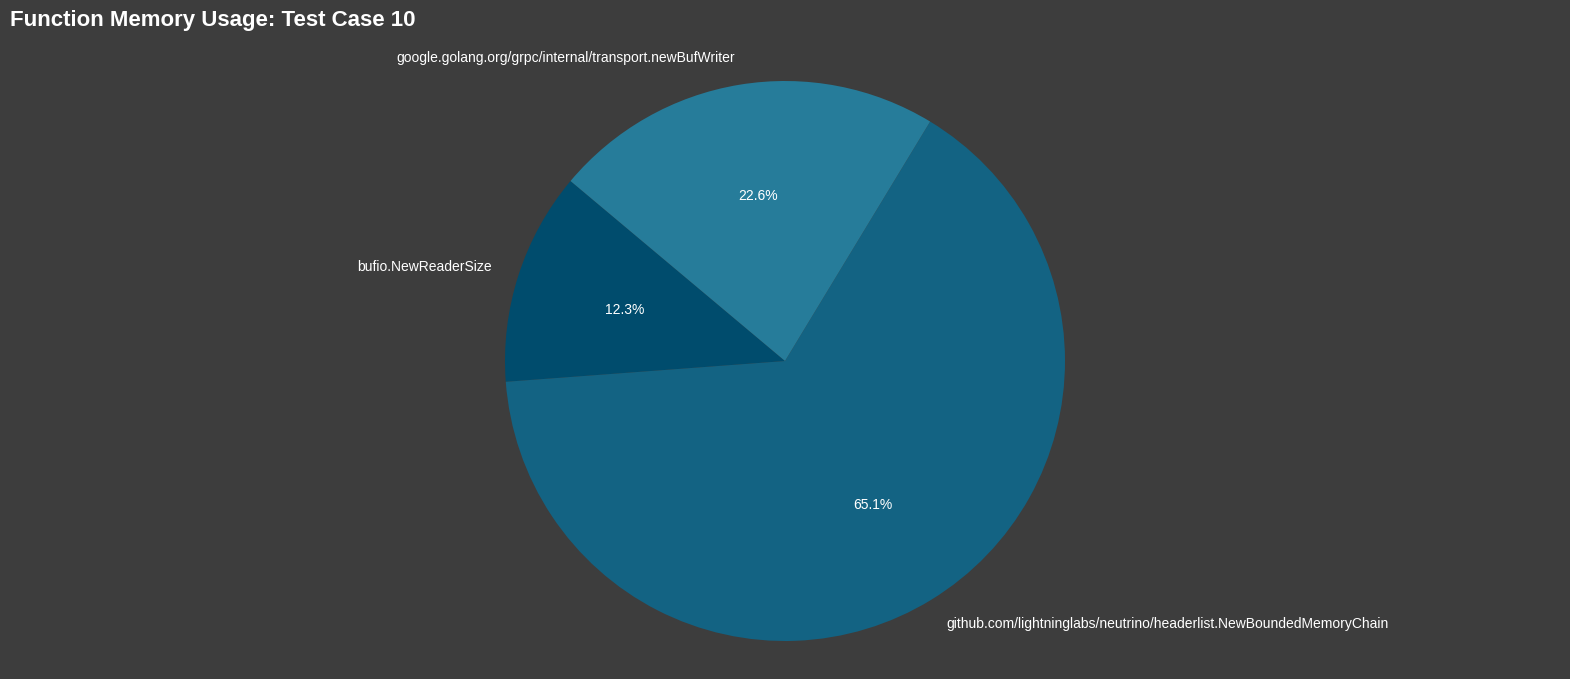 Function Memory Usage: Test Case 10
google.golang.org/grpc/internal/transport.newBufWriter
22.6%
bufio.NewReaderSize
12.3%
65.1%
github.com/lightninglabs/neutrino/headerlist.NewBoundedMemoryChain